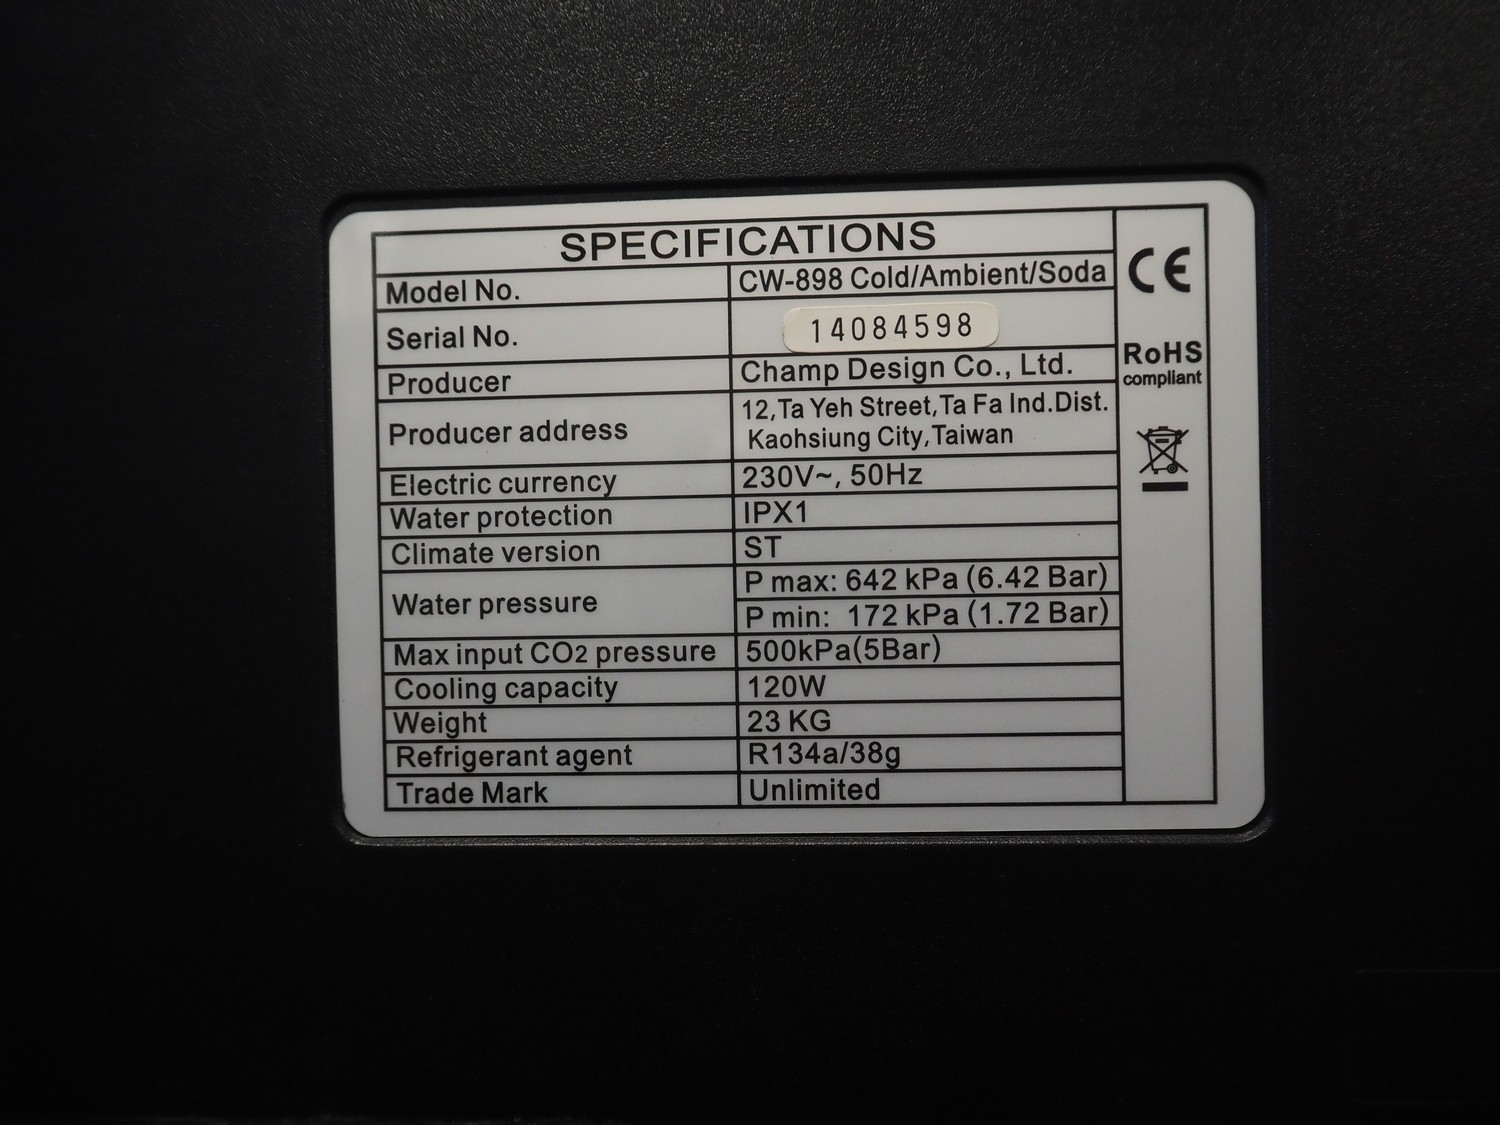 SPECIFICATIONS
Model No. CW-898 Cold/Ambient/Soda
Serial No. 14084598
Producer Champ Design Co., Ltd.
Producer address 12,Ta Yeh Street,Ta Fa Ind.Dist.
Kaohsiung City,Taiwan
Electric currency 230V~, 50Hz
Water protection IPX1
Climate version ST
Water pressure P max: 642 kPa (6.42 Bar)
P min: 172 kPa (1.72 Bar)
Max input CO2 pressure 500kPa(5Bar)
Cooling capacity 120W
Weight 23 KG
Refrigerant agent R134a/38g
Trade Mark Unlimited
CE
RoHS
compliant